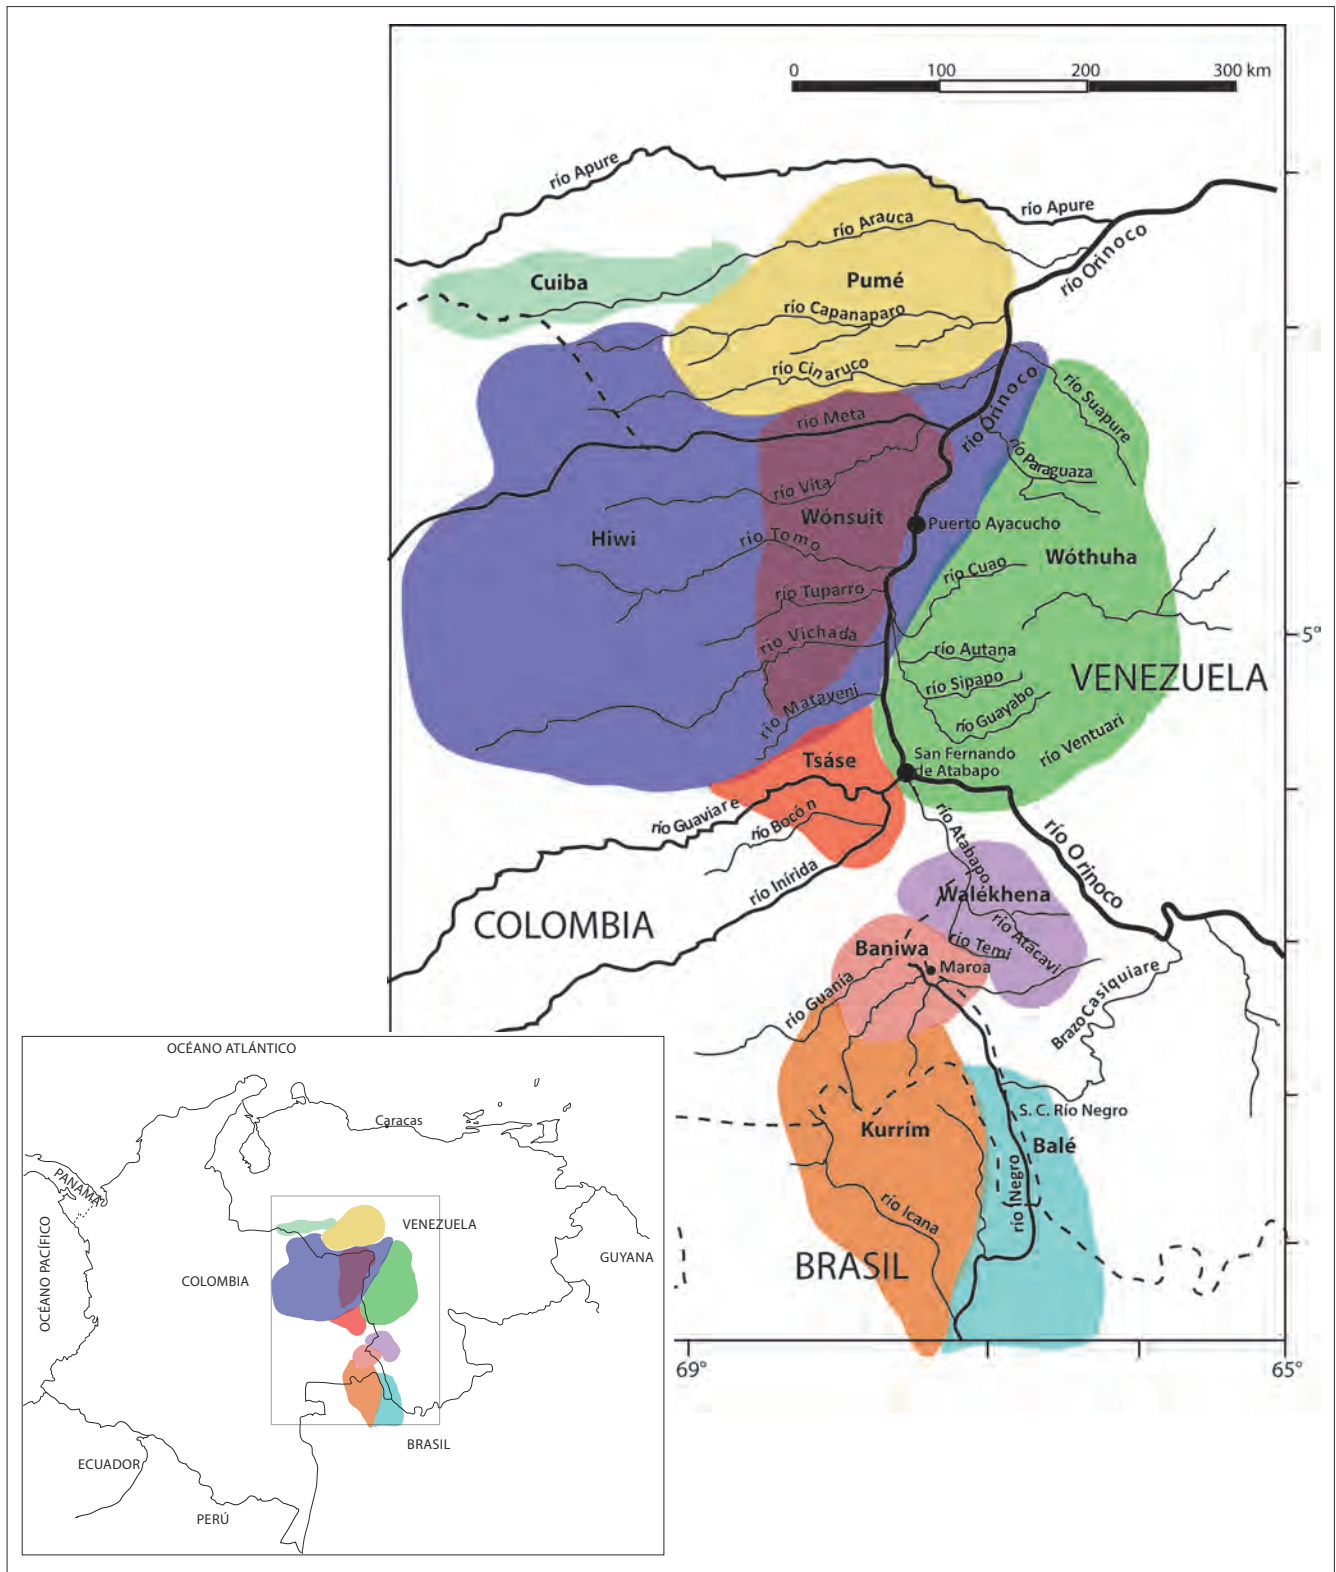 0 100 200 300 km
río Apure
río Apure
río Arauca
río Orinoco
Cuiba
Pumé
río Capanaparo
río Cinaruco
río Orinoco
río Suapure
río Meta
río Paraguaza
río Vita
Wónsuit
Puerto Ayacucho
Hiwi
río Tomo
Wóthuha
río Cuao
río Tuparro
río Vichada
5°
río Autana
VENEZUELA
río Sipapo
río Mataveni
río Guayabo
río Ventuari
Tsáse
San Fernando
de Atabapo
río Guaviare
río Bocón
río Atabapo
río Orinoco
río Inírida
Walékhena
COLOMBIA
río Atacavi
río Temi
Baniwa
Maroa
río Guanía
Brazo Casiquiare
S. C. Río Negro
Kurrím
Balé
río Negro
río Icana
BRASIL
69°
65°
OCÉANO ATLÁNTICO
Caracas
PANAMÁ
OCÉANO PACÍFICO
VENEZUELA
GUYANA
COLOMBIA
BRASIL
ECUADOR
PERÚ